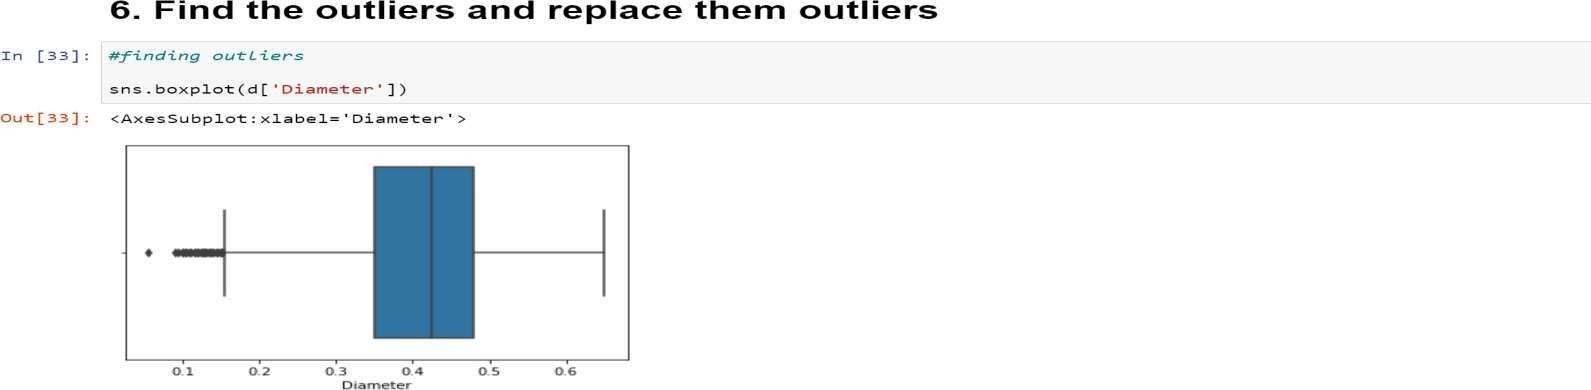 6. Find the outliers and replace them outliers
In [33]: #finding outliers
sns.boxplot(d['Diameter'])
Out[33]: <AxesSubplot:xlabel='Diameter'>
0.1 0.2 0.3 0.4 0.5 0.6
Diameter